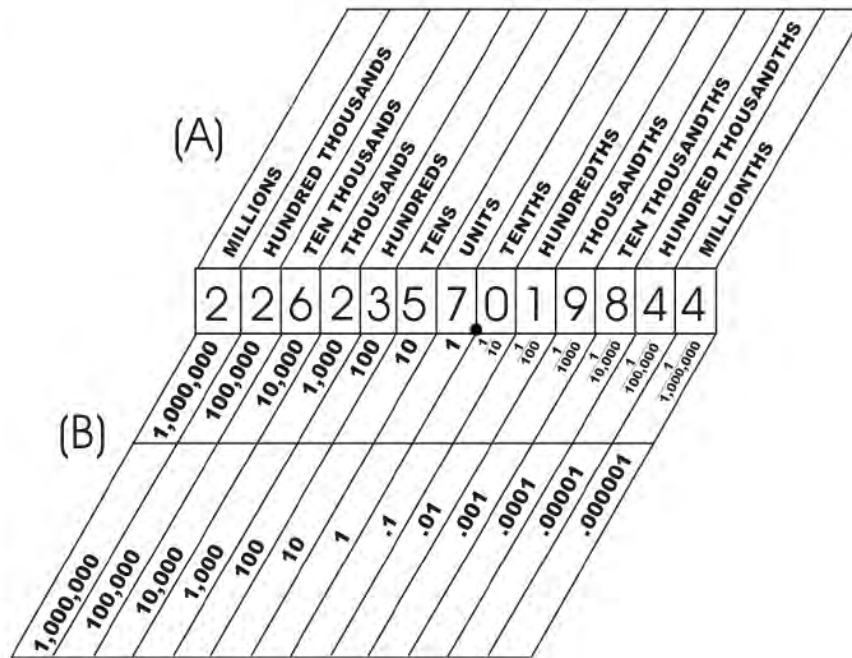 (A)
MILLIONS
HUNDRED THOUSANDS
TEN THOUSANDS
THOUSANDS
HUNDREDS
TENS
UNITS
TENTHS
HUNDREDTHS
THOUSANDTHS
TEN THOUSANDTHS
HUNDRED THOUSANDTHS
MILLIONTHS
2 2 6 2 3 5 7 . 0 1 9 8 4 4
(B)
1,000,000
100,000
10,000
1,000
100
10
1
1/10
1/100
1/1000
1/10,000
1/100,000
1/1,000,000
1,000,000
100,000
10,000
1,000
100
10
1
.1
.01
.001
.0001
.00001
.000001